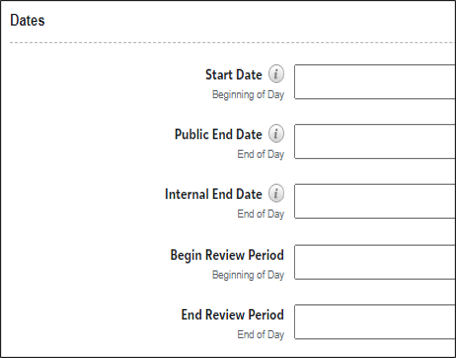 Dates
Start Date i
Beginning of Day
Public End Date i
End of Day
Internal End Date i
End of Day
Begin Review Period
Beginning of Day
End Review Period
End of Day